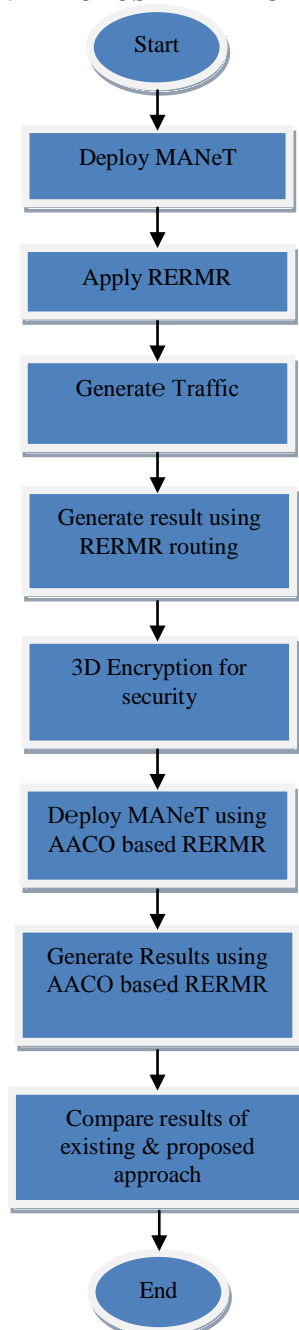 Start
Deploy MANeT
Apply RERMR
Generate Traffic
Generate result using
RERMR routing
3D Encryption for
security
Deploy MANeT using
AACO based RERMR
Generate Results using
AACO based RERMR
Compare results of
existing & proposed
approach
End